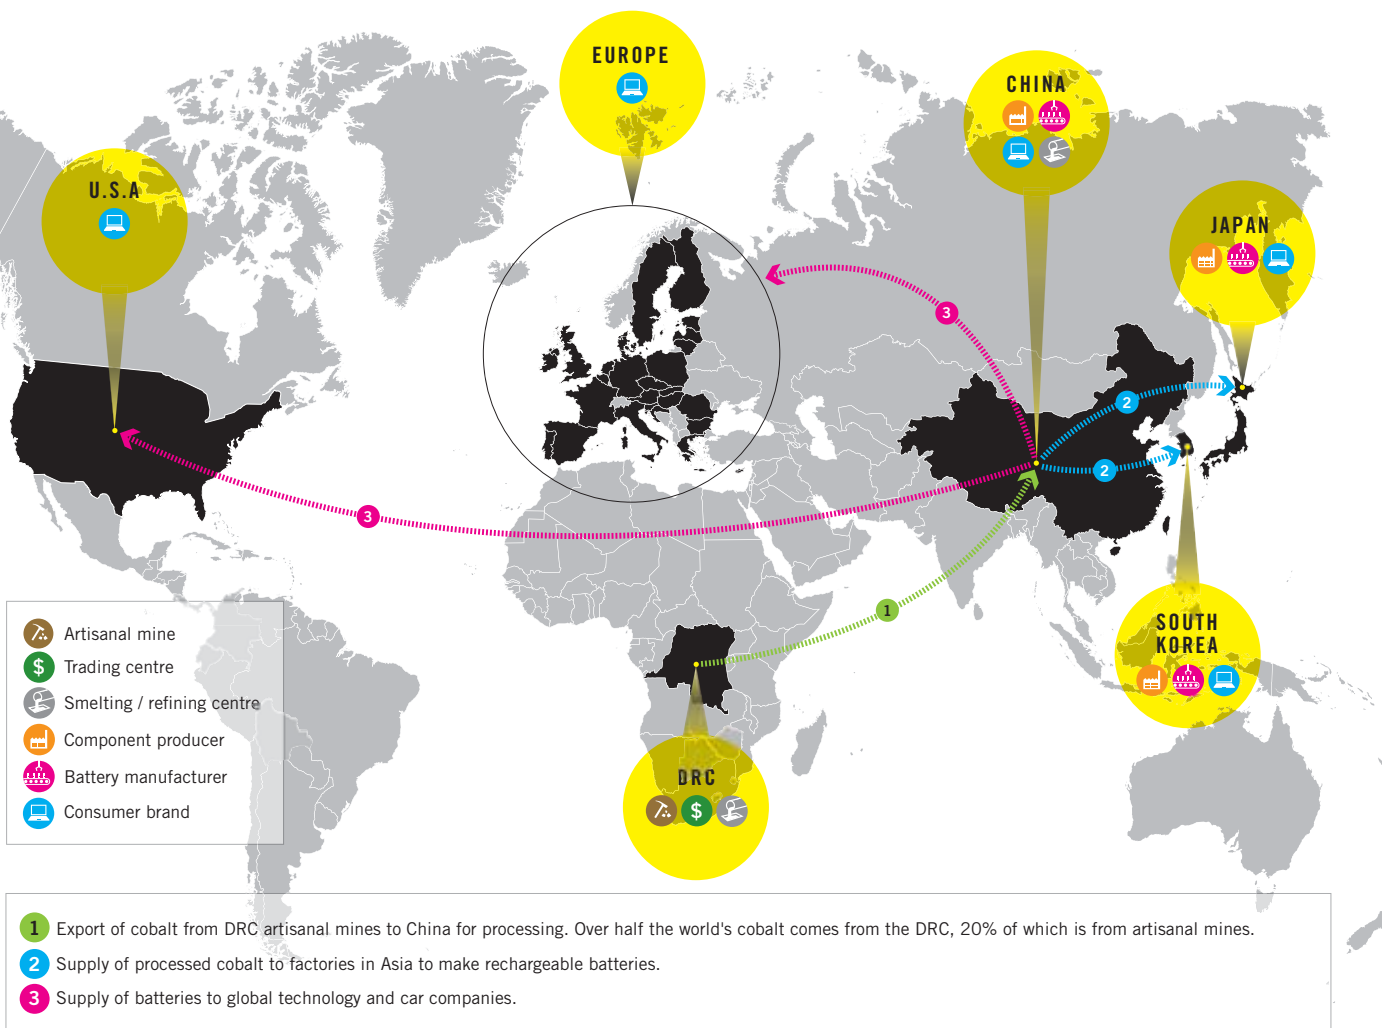 EUROPE
CHINA
U.S.A
JAPAN
3
2
2
3
1
SOUTH
KOREA
Artisanal mine
$ Trading centre
Smelting / refining centre
Component producer
Battery manufacturer
Consumer brand
DRC
$
1 Export of cobalt from DRC artisanal mines to China for processing. Over half the world's cobalt comes from the DRC, 20% of which is from artisanal mines.
2 Supply of processed cobalt to factories in Asia to make rechargeable batteries.
3 Supply of batteries to global technology and car companies.